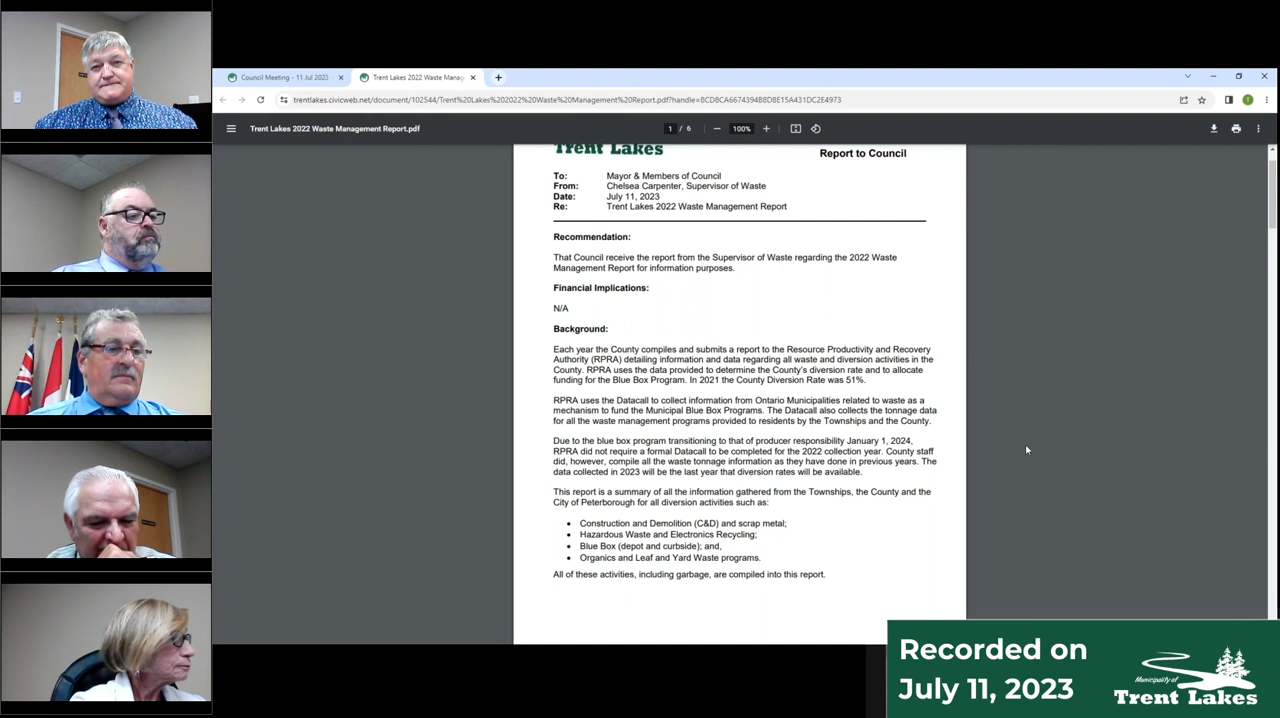 Council Meeting - 11 Jul 2023
Trent Lakes 2022 Waste Manag
trentlakes.civicweb.net/document/102544/Trent%20Lakes%202022%20Waste%20Management%20Report.pdf?handle=8CD8CA6674394B8D8E15A431DC2E4973
T
Trent Lakes 2022 Waste Management Report.pdf
1 / 6
100%
Trent Lakes
Report to Council
To: Mayor & Members of Council
From: Chelsea Carpenter, Supervisor of Waste
Date: July 11, 2023
Re: Trent Lakes 2022 Waste Management Report
Recommendation:
That Council receive the report from the Supervisor of Waste regarding the 2022 Waste
Management Report for information purposes.
Financial Implications:
N/A
Background:
Each year the County compiles and submits a report to the Resource Productivity and Recovery
Authority (RPRA) detailing information and data regarding all waste and diversion activities in the
County. RPRA uses the data provided to determine the County's diversion rate and to allocate
funding for the Blue Box Program. In 2021 the County Diversion Rate was 51%.
RPRA uses the Datacall to collect information from Ontario Municipalities related to waste as a
mechanism to fund the Municipal Blue Box Programs. The Datacall also collects the tonnage data
for all the waste management programs provided to residents by the Townships and the County.
Due to the blue box program transitioning to that of producer responsibility January 1, 2024,
RPRA did not require a formal Datacall to be completed for the 2022 collection year. County staff
did, however, compile all the waste tonnage information as they have done in previous years. The
data collected in 2023 will be the last year that diversion rates will be available.
This report is a summary of all the information gathered from the Townships, the County and the
City of Peterborough for all diversion activities such as:
• Construction and Demolition (C&D) and scrap metal;
• Hazardous Waste and Electronics Recycling;
• Blue Box (depot and curbside); and,
• Organics and Leaf and Yard Waste programs.
All of these activities, including garbage, are compiled into this report.
Recorded on
July 11, 2023
Municipality of
Trent Lakes